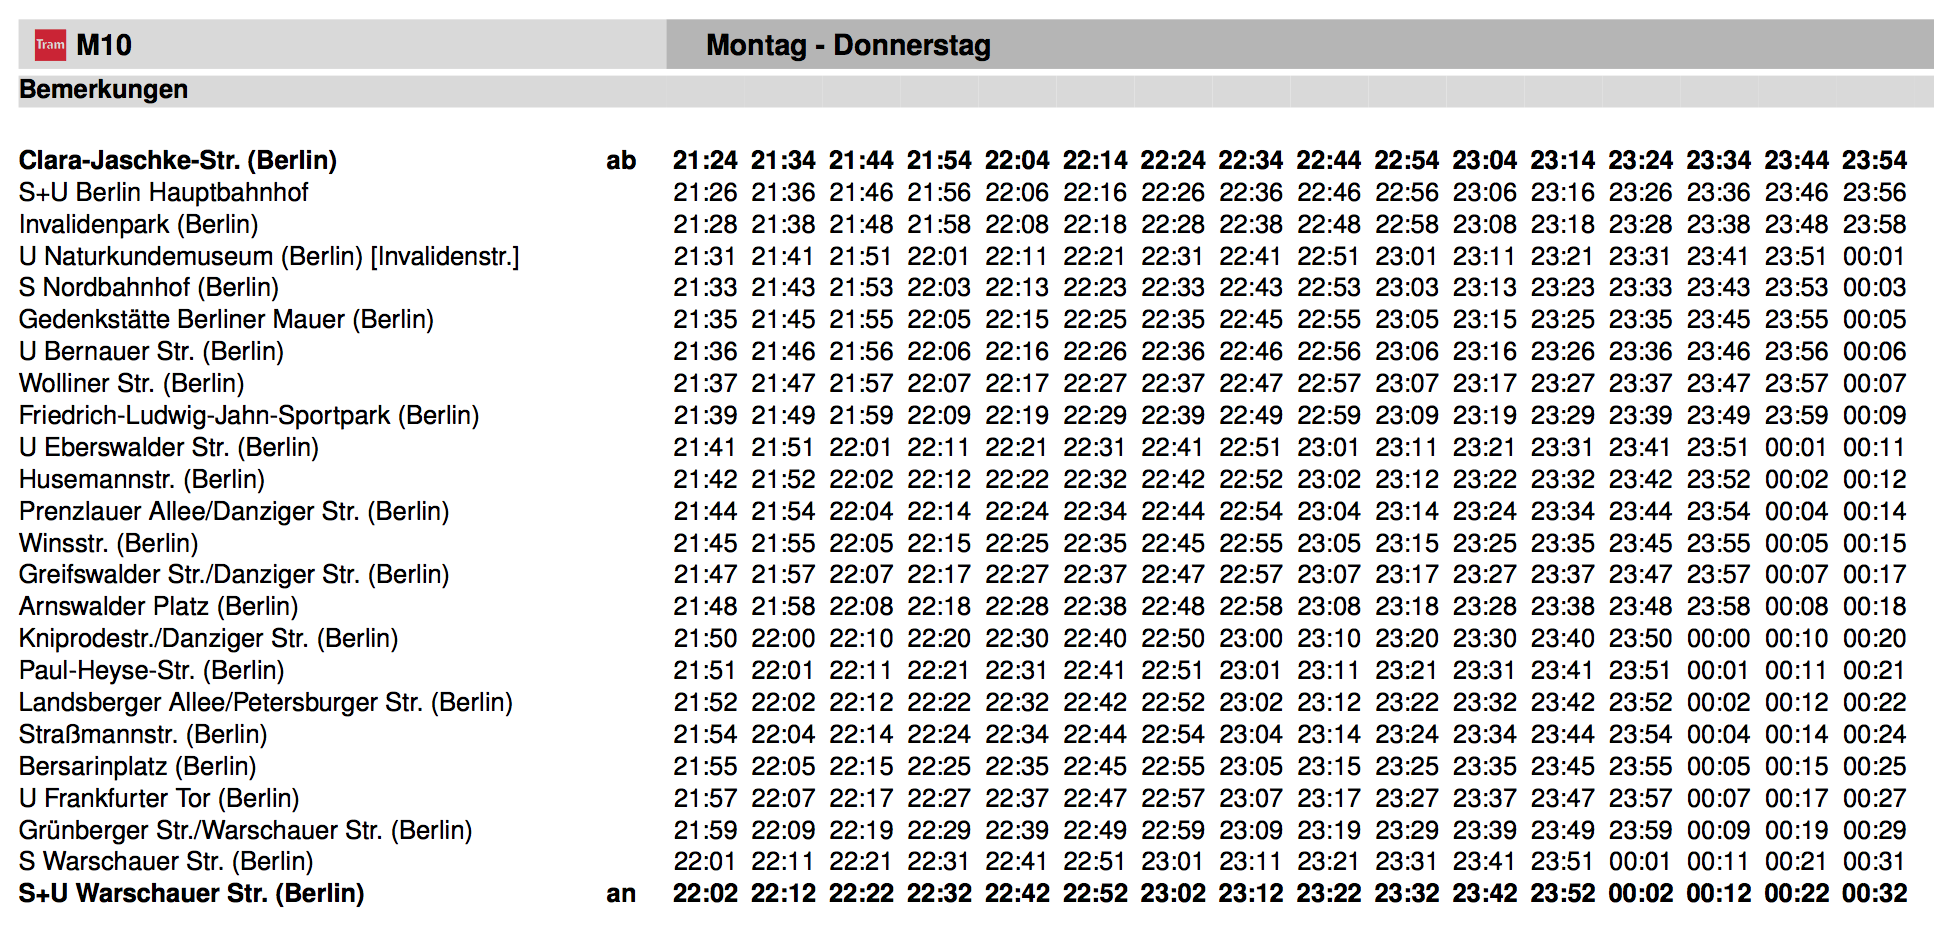 Tram M10 Montag - Donnerstag
Bemerkungen
Clara-Jaschke-Str. (Berlin) ab 21:24 21:34 21:44 21:54 22:04 22:14 22:24 22:34 22:44 22:54 23:04 23:14 23:24 23:34 23:44 23:54
S+U Berlin Hauptbahnhof 21:26 21:36 21:46 21:56 22:06 22:16 22:26 22:36 22:46 22:56 23:06 23:16 23:26 23:36 23:46 23:56
Invalidenpark (Berlin) 21:28 21:38 21:48 21:58 22:08 22:18 22:28 22:38 22:48 22:58 23:08 23:18 23:28 23:38 23:48 23:58
U Naturkundemuseum (Berlin) [Invalidenstr.] 21:31 21:41 21:51 22:01 22:11 22:21 22:31 22:41 22:51 23:01 23:11 23:21 23:31 23:41 23:51 00:01
S Nordbahnhof (Berlin) 21:33 21:43 21:53 22:03 22:13 22:23 22:33 22:43 22:53 23:03 23:13 23:23 23:33 23:43 23:53 00:03
Gedenkstätte Berliner Mauer (Berlin) 21:35 21:45 21:55 22:05 22:15 22:25 22:35 22:45 22:55 23:05 23:15 23:25 23:35 23:45 23:55 00:05
U Bernauer Str. (Berlin) 21:36 21:46 21:56 22:06 22:16 22:26 22:36 22:46 22:56 23:06 23:16 23:26 23:36 23:46 23:56 00:06
Wolliner Str. (Berlin) 21:37 21:47 21:57 22:07 22:17 22:27 22:37 22:47 22:57 23:07 23:17 23:27 23:37 23:47 23:57 00:07
Friedrich-Ludwig-Jahn-Sportpark (Berlin) 21:39 21:49 21:59 22:09 22:19 22:29 22:39 22:49 22:59 23:09 23:19 23:29 23:39 23:49 23:59 00:09
U Eberswalder Str. (Berlin) 21:41 21:51 22:01 22:11 22:21 22:31 22:41 22:51 23:01 23:11 23:21 23:31 23:41 23:51 00:01 00:11
Husemannstr. (Berlin) 21:42 21:52 22:02 22:12 22:22 22:32 22:42 22:52 23:02 23:12 23:22 23:32 23:42 23:52 00:02 00:12
Prenzlauer Allee/Danziger Str. (Berlin) 21:44 21:54 22:04 22:14 22:24 22:34 22:44 22:54 23:04 23:14 23:24 23:34 23:44 23:54 00:04 00:14
Winsstr. (Berlin) 21:45 21:55 22:05 22:15 22:25 22:35 22:45 22:55 23:05 23:15 23:25 23:35 23:45 23:55 00:05 00:15
Greifswalder Str./Danziger Str. (Berlin) 21:47 21:57 22:07 22:17 22:27 22:37 22:47 22:57 23:07 23:17 23:27 23:37 23:47 23:57 00:07 00:17
Arnswalder Platz (Berlin) 21:48 21:58 22:08 22:18 22:28 22:38 22:48 22:58 23:08 23:18 23:28 23:38 23:48 23:58 00:08 00:18
Kniprodestr./Danziger Str. (Berlin) 21:50 22:00 22:10 22:20 22:30 22:40 22:50 23:00 23:10 23:20 23:30 23:40 23:50 00:00 00:10 00:20
Paul-Heyse-Str. (Berlin) 21:51 22:01 22:11 22:21 22:31 22:41 22:51 23:01 23:11 23:21 23:31 23:41 23:51 00:01 00:11 00:21
Landsberger Allee/Petersburger Str. (Berlin) 21:52 22:02 22:12 22:22 22:32 22:42 22:52 23:02 23:12 23:22 23:32 23:42 23:52 00:02 00:12 00:22
Straßmannstr. (Berlin) 21:54 22:04 22:14 22:24 22:34 22:44 22:54 23:04 23:14 23:24 23:34 23:44 23:54 00:04 00:14 00:24
Bersarinplatz (Berlin) 21:55 22:05 22:15 22:25 22:35 22:45 22:55 23:05 23:15 23:25 23:35 23:45 23:55 00:05 00:15 00:25
U Frankfurter Tor (Berlin) 21:57 22:07 22:17 22:27 22:37 22:47 22:57 23:07 23:17 23:27 23:37 23:47 23:57 00:07 00:17 00:27
Grünberger Str./Warschauer Str. (Berlin) 21:59 22:09 22:19 22:29 22:39 22:49 22:59 23:09 23:19 23:29 23:39 23:49 23:59 00:09 00:19 00:29
S Warschauer Str. (Berlin) 22:01 22:11 22:21 22:31 22:41 22:51 23:01 23:11 23:21 23:31 23:41 23:51 00:01 00:11 00:21 00:31
S+U Warschauer Str. (Berlin) an 22:02 22:12 22:22 22:32 22:42 22:52 23:02 23:12 23:22 23:32 23:42 23:52 00:02 00:12 00:22 00:32